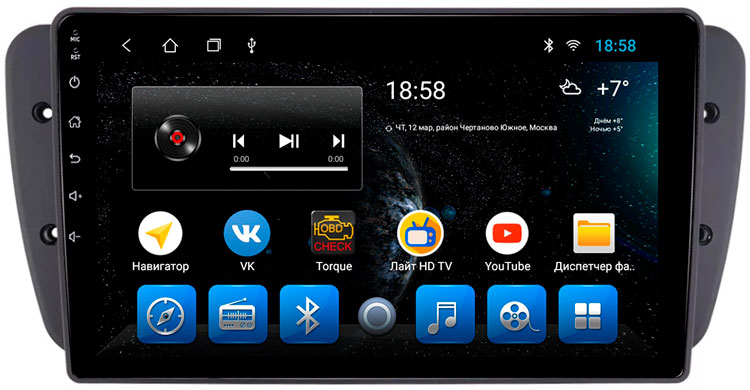 MIC
RST
18:58
18:58
+7°
ЧТ, 12 мар, район Чертаново Южное, Москва
Днём +8°
Ночью +5°
0:00
0:00
OBD
CHECK
Навигатор
VK
Torque
Лайт HD TV
YouTube
Диспетчер фа..